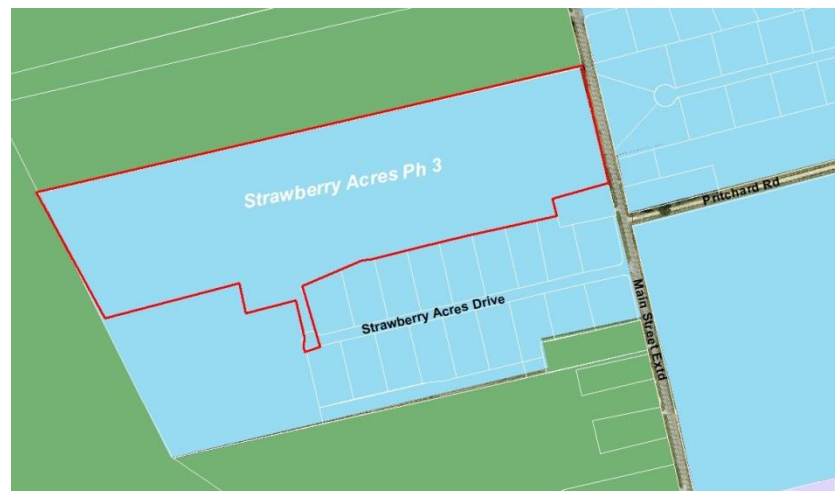 Strawberry Acres Ph 3
Pritchard Rd
Strawberry Acres Drive
Main Street Extd